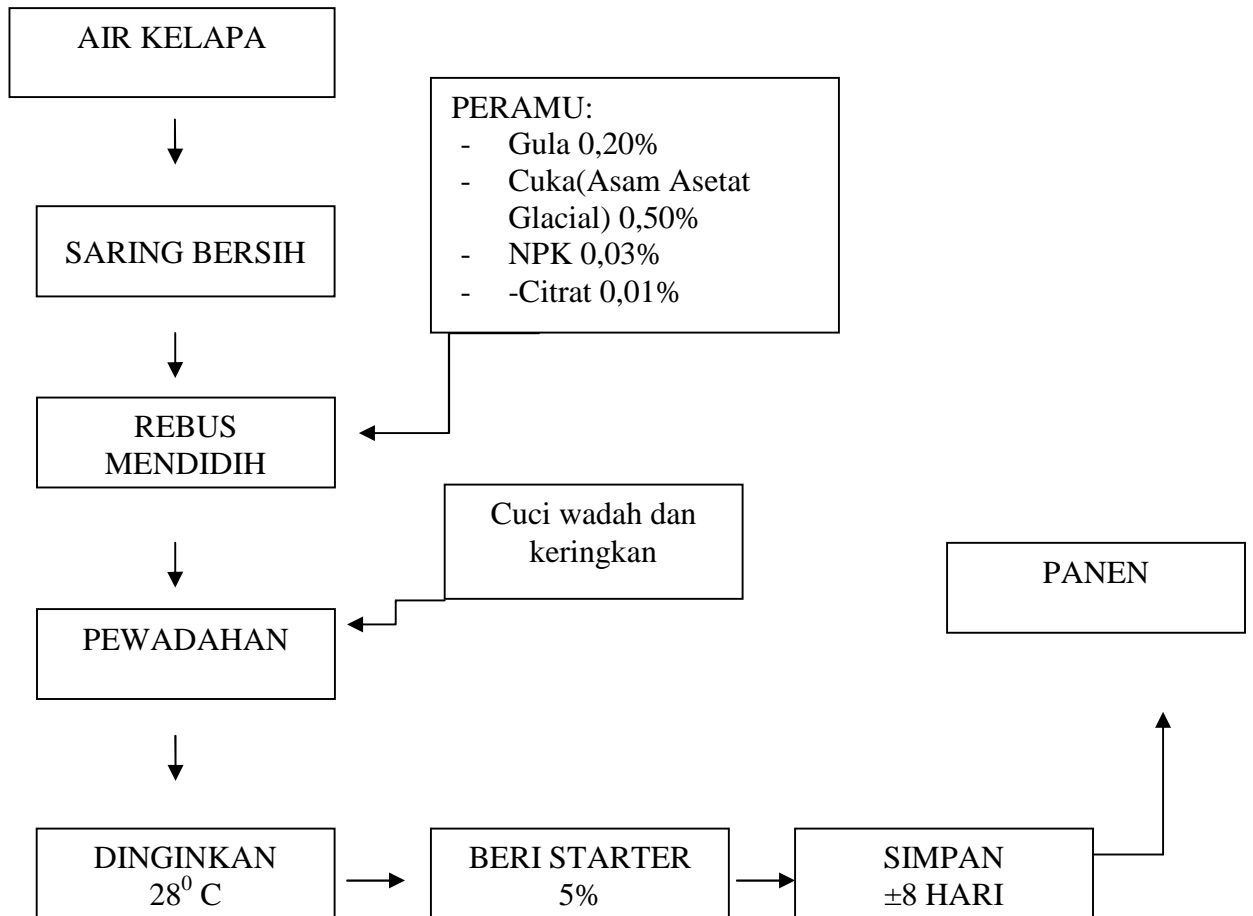 AIR KELAPA
PERAMU:
- Gula 0,20%
- Cuka(Asam Asetat
Glacial) 0,50%
- NPK 0,03%
- -Citrat 0,01%
SARING BERSIH
REBUS
MENDIDIH
Cuci wadah dan
keringkan
PEWADAHAN
DINGINKAN
28⁰ C
BERI STARTER
5%
SIMPAN
±8 HARI
PANEN